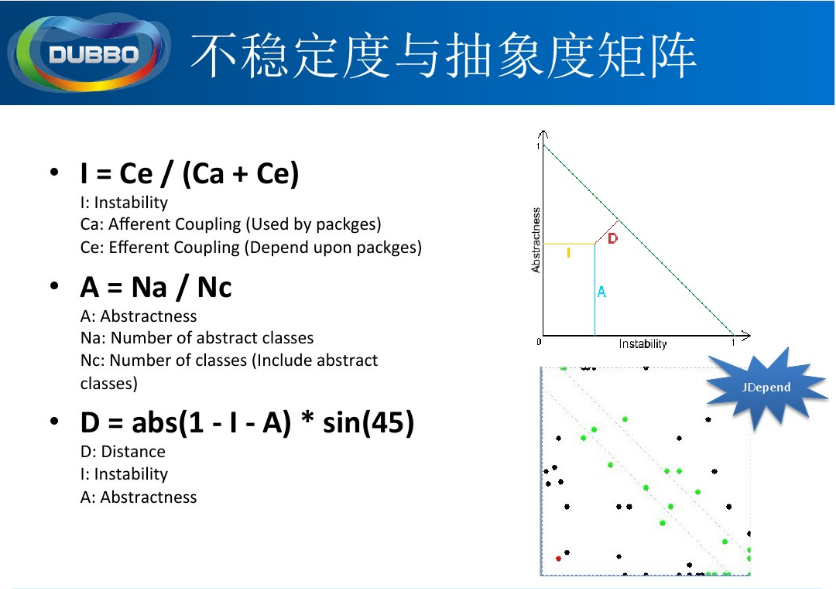 DUBBO
不稳定度与抽象度矩阵
• I = Ce / (Ca + Ce)
I: Instability
Ca: Afferent Coupling (Used by packges)
Ce: Efferent Coupling (Depend upon packges)
• A = Na / Nc
A: Abstractness
Na: Number of abstract classes
Nc: Number of classes (Include abstract
classes)
• D = abs(1 - I - A) * sin(45)
D: Distance
I: Instability
A: Abstractness
1
Abstractness
D
I
A
0
Instability
1
JDepend